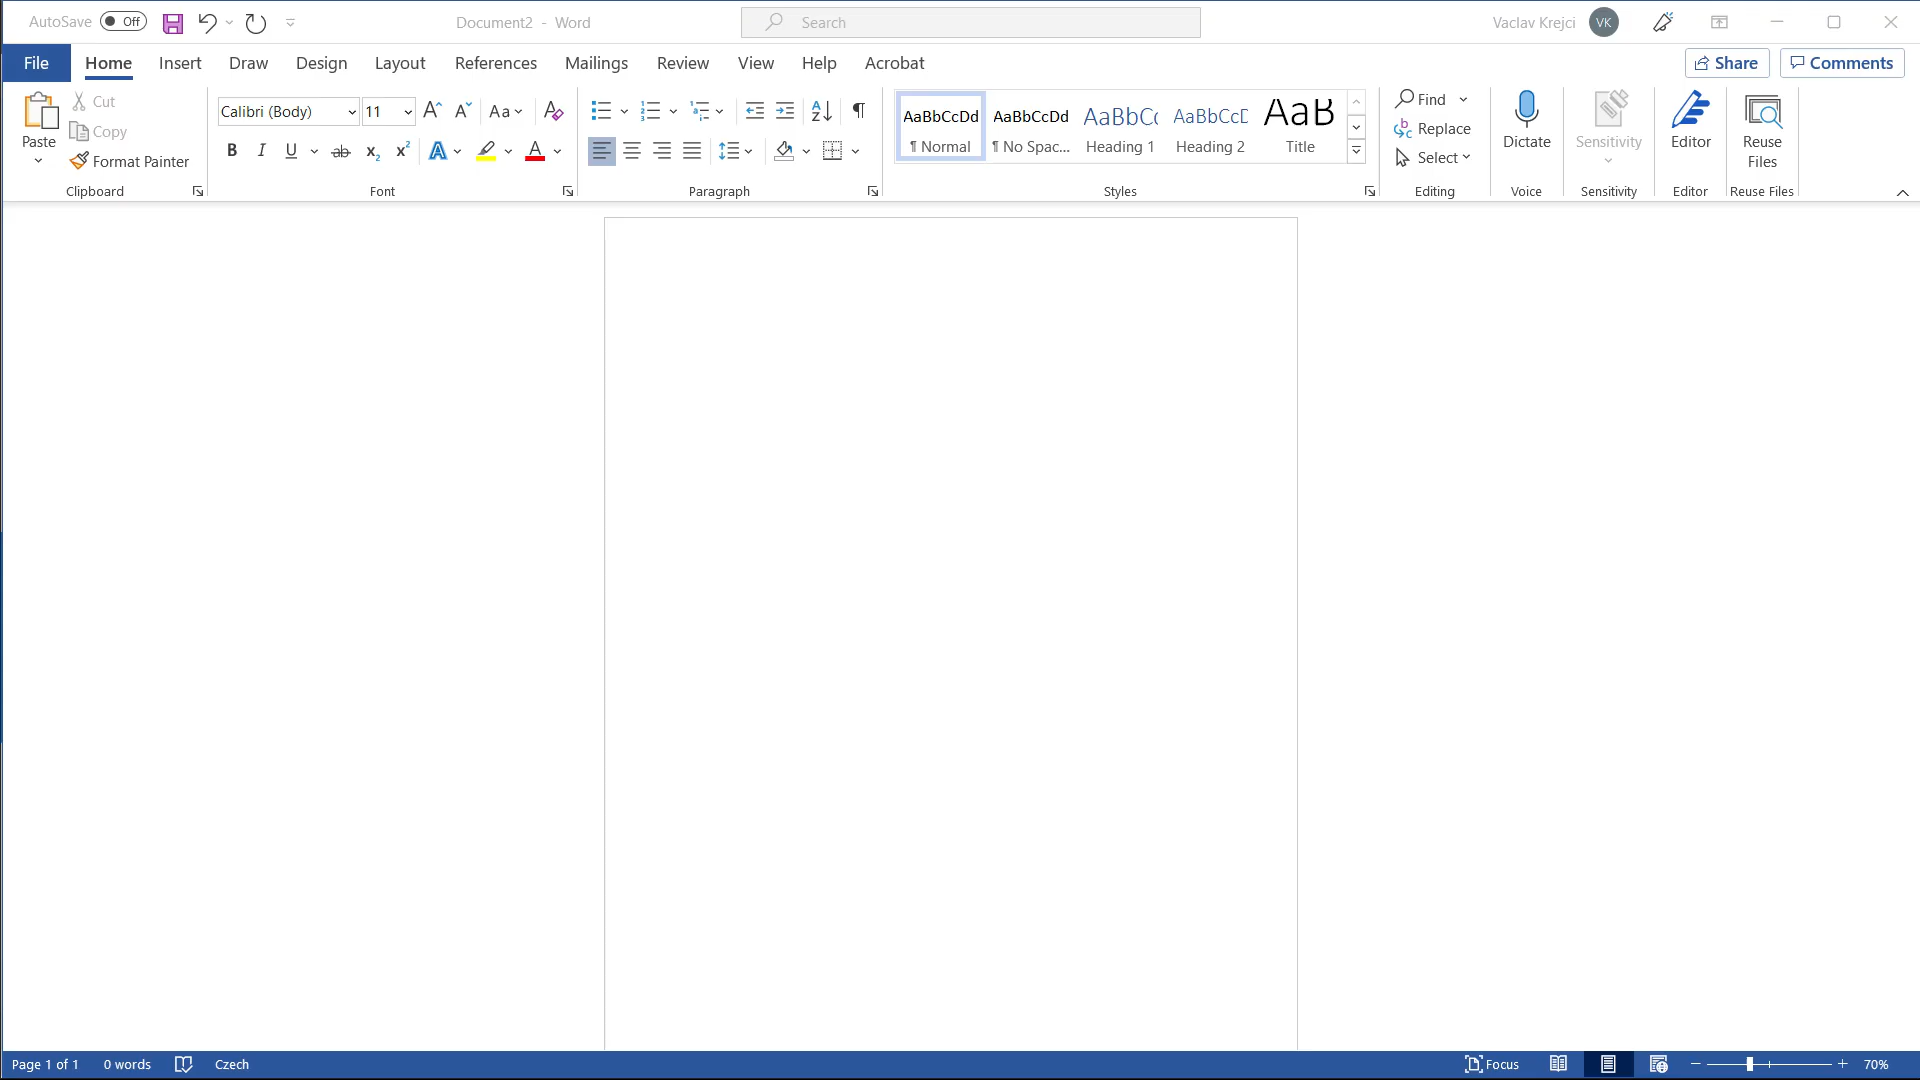 AutoSave Off Document2 - Word Search Vaclav Krejci VK
File Home Insert Draw Design Layout References Mailings Review View Help Acrobat Share Comments
Paste
Cut
Copy
Format Painter
Clipboard
Calibri (Body) 11
Font
Paragraph
AaBbCcDd AaBbCcDd AaBbCc AaBbCcD AaB
¶ Normal ¶ No Spac... Heading 1 Heading 2 Title
Styles
Find
Replace
Select
Editing
Dictate
Voice
Sensitivity
Sensitivity
Editor
Editor
Reuse
Files
Reuse Files
Page 1 of 1 0 words Czech Focus 70%